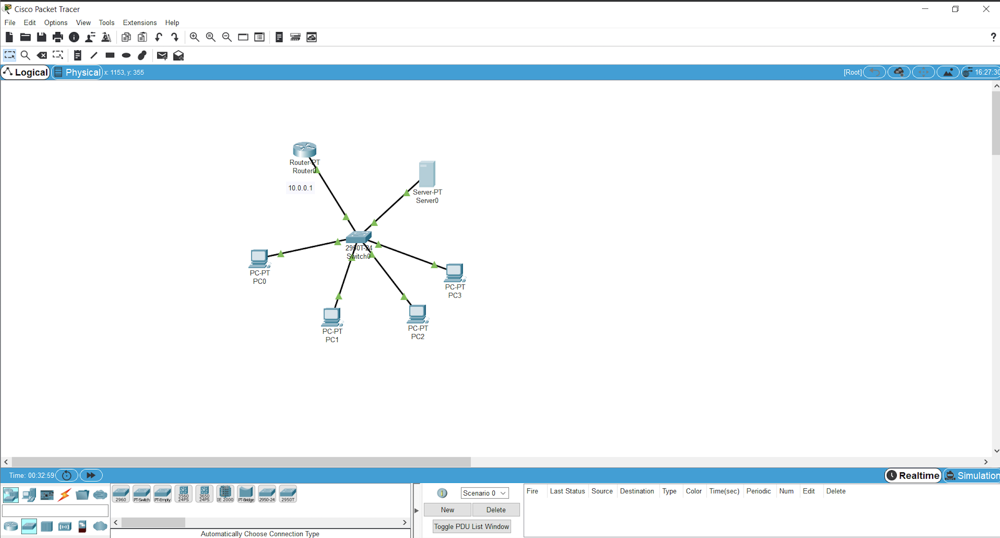 Cisco Packet Tracer
File Edit Options View Tools Extensions Help
?
Logical Physical x: 1153, y: 355 [Root] 16:27:30
Router-PT
Router0
10.0.0.1
Server-PT
Server0
2950T-24
Switch0
PC-PT
PC0
PC-PT
PC3
PC-PT
PC1
PC-PT
PC2
Time: 00:32:59 Realtime Simulation
2960 PT-Switch PT-Empty 3560 24PS 3650 24PS IE 2000 PT-Bridge 2950-24 2950T
Automatically Choose Connection Type
Scenario 0
New Delete
Toggle PDU List Window
Fire Last Status Source Destination Type Color Time(sec) Periodic Num Edit Delete